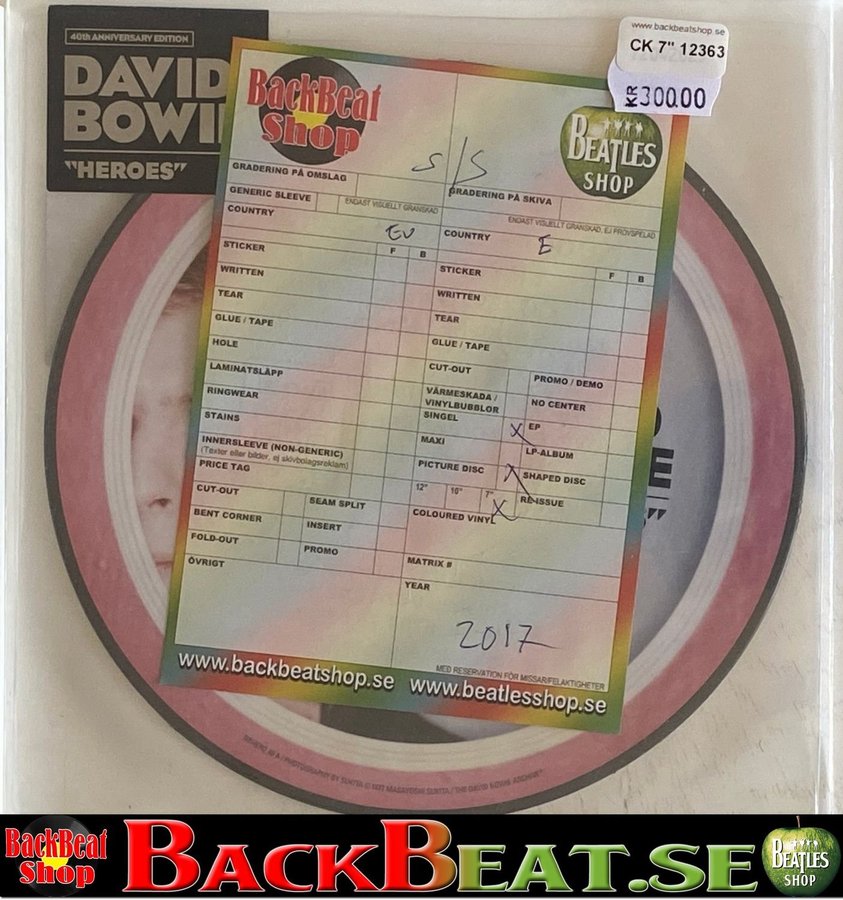 40th ANNIVERSARY EDITION
DAVID
BOWI
"HEROES"
www.backbeatshop.se
CK 7" 12363
KR 300.00
BackBeat
Shop
BEATLES
SHOP
S/S
GRADERING PÅ OMSLAG
GENERIC SLEEVE
ENDAST VISUELLT GRANSKAD
COUNTRY
EU
F B
STICKER
WRITTEN
TEAR
GLUE / TAPE
HOLE
LAMINATSLÄPP
RINGWEAR
STAINS
INNERSLEEVE (NON-GENERIC)
(Texter eller bilder, ej skivbolagsreklam)
PRICE TAG
CUT-OUT
SEAM SPLIT
BENT CORNER
INSERT
FOLD-OUT
PROMO
ÖVRIGT
GRADERING PÅ SKIVA
ENDAST VISUELLT GRANSKAD, EJ PROVSPELAD
COUNTRY
E
F B
STICKER
WRITTEN
TEAR
GLUE / TAPE
CUT-OUT
PROMO / DEMO
VÄRMESKADA /
VINYLBUBBLOR
NO CENTER
SINGEL
X
EP
MAXI
LP-ALBUM
PICTURE DISC
X
SHAPED DISC
12" 10" 7"
X
RE-ISSUE
COLOURED VINYL
MATRIX #
YEAR
2017
MED RESERVATION FÖR MISSAR/FELAKTIGHETER
www.backbeatshop.se www.beatlesshop.se
BackBeat
Shop
BACKBEAT.SE
BEATLES
SHOP